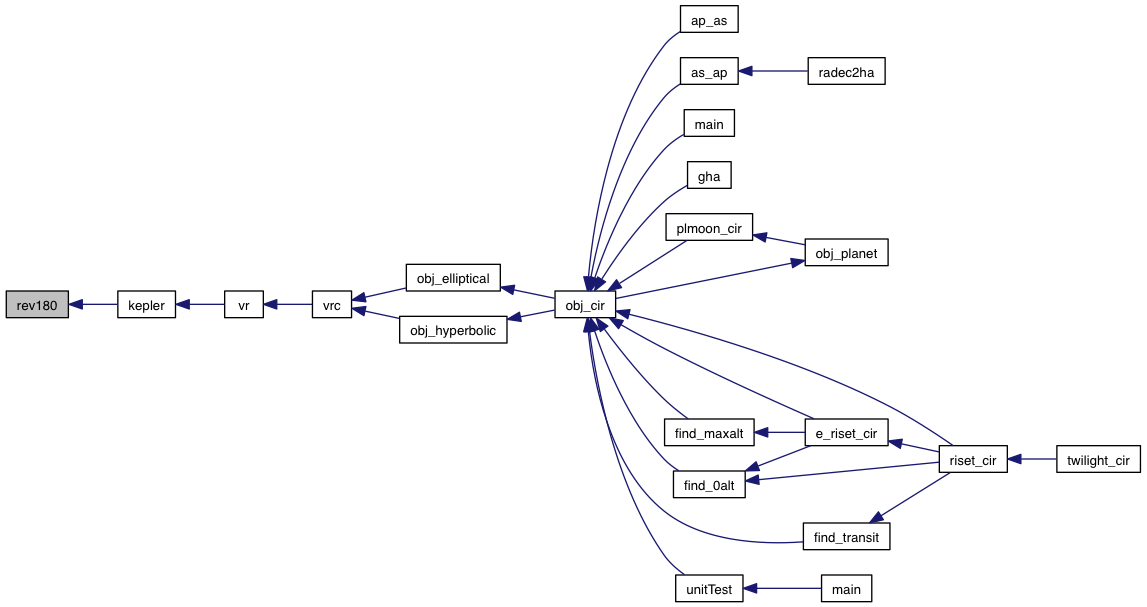 ap_as
as_ap
radec2ha
main
gha
plmoon_cir
obj_planet
obj_elliptical
rev180
kepler
vr
vrc
obj_cir
obj_hyperbolic
find_maxalt
e_riset_cir
riset_cir
twilight_cir
find_0alt
find_transit
unitTest
main